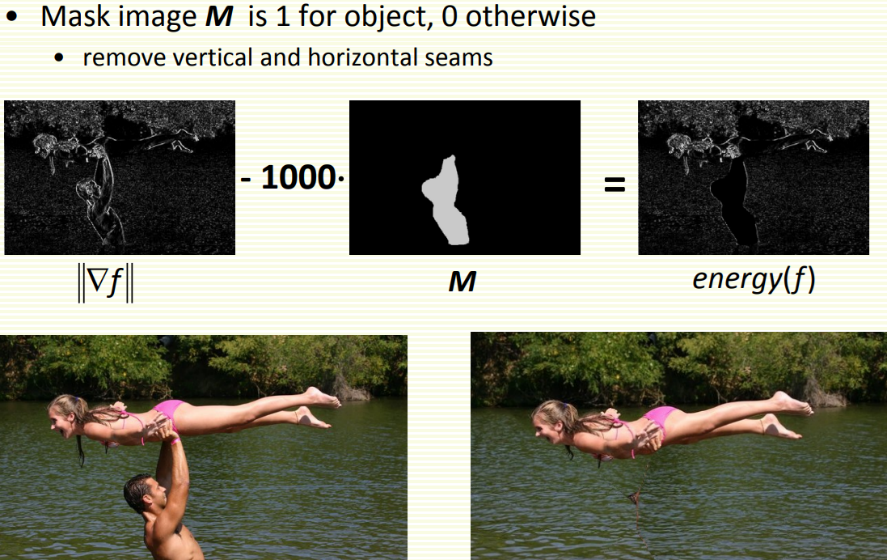 • Mask image M is 1 for object, 0 otherwise
• remove vertical and horizontal seams
- 1000· =
‖∇f‖ M energy(f)